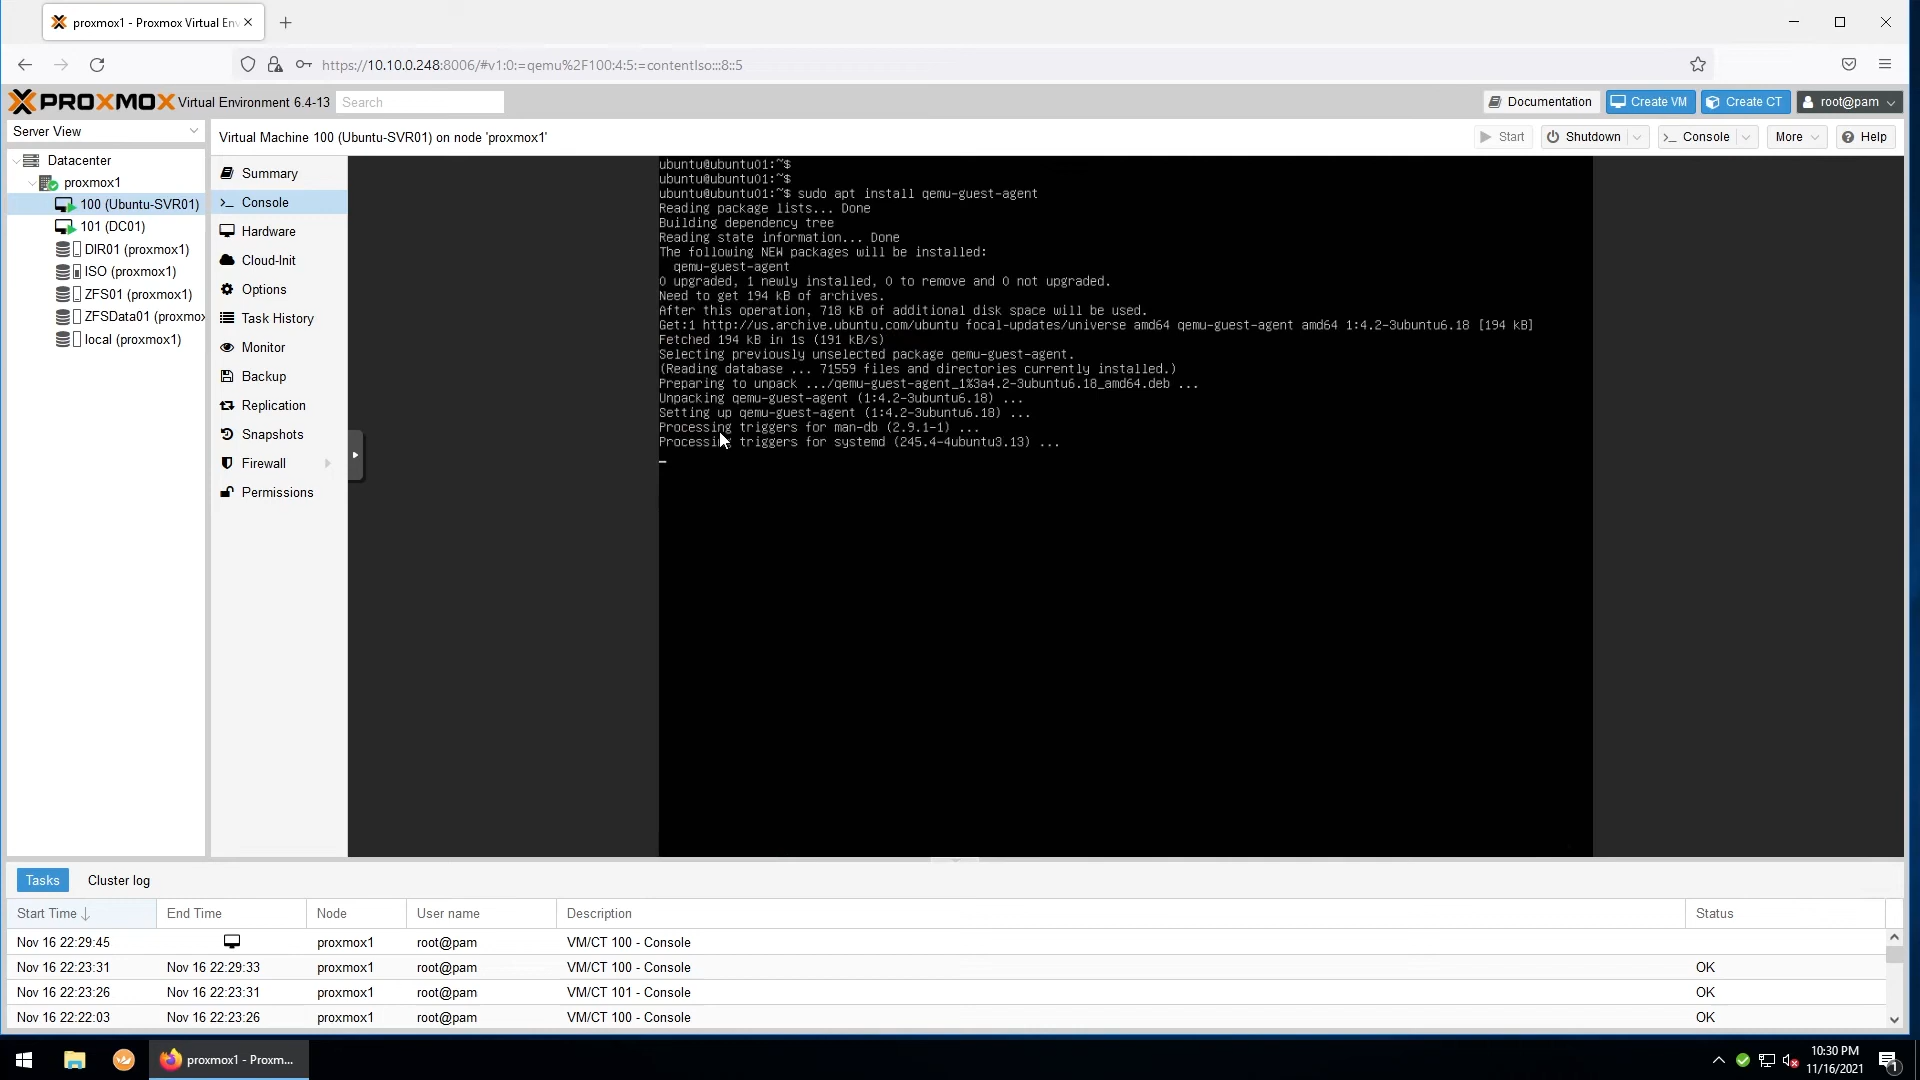 proxmox1 - Proxmox Virtual En
https://10.10.0.248:8006/#v1:0:=qemu%2F100:4:5:=contentIso:::8::5
PROXMOX Virtual Environment 6.4-13 Search
Documentation Create VM Create CT root@pam
Server View
Virtual Machine 100 (Ubuntu-SVR01) on node 'proxmox1'
Start Shutdown Console More Help
Datacenter
proxmox1
100 (Ubuntu-SVR01)
101 (DC01)
DIR01 (proxmox1)
ISO (proxmox1)
ZFS01 (proxmox1)
ZFSData01 (proxmox
local (proxmox1)
Summary
>_ Console
Hardware
Cloud-Init
Options
Task History
Monitor
Backup
Replication
Snapshots
Firewall
Permissions
ubuntu@ubuntu01:~$
ubuntu@ubuntu01:~$
ubuntu@ubuntu01:~$ sudo apt install qemu-guest-agent
Reading package lists... Done
Building dependency tree
Reading state information... Done
The following NEW packages will be installed:
  qemu-guest-agent
0 upgraded, 1 newly installed, 0 to remove and 0 not upgraded.
Need to get 194 kB of archives.
After this operation, 718 kB of additional disk space will be used.
Get:1 http://us.archive.ubuntu.com/ubuntu focal-updates/universe amd64 qemu-guest-agent amd64 1:4.2-3ubuntu6.18 [194 kB]
Fetched 194 kB in 1s (191 kB/s)
Selecting previously unselected package qemu-guest-agent.
(Reading database ... 71559 files and directories currently installed.)
Preparing to unpack .../qemu-guest-agent_1%3a4.2-3ubuntu6.18_amd64.deb ...
Unpacking qemu-guest-agent (1:4.2-3ubuntu6.18) ...
Setting up qemu-guest-agent (1:4.2-3ubuntu6.18) ...
Processing triggers for man-db (2.9.1-1) ...
Processing triggers for systemd (245.4-4ubuntu3.13) ...
Tasks Cluster log
Start Time End Time Node User name Description Status
Nov 16 22:29:45 proxmox1 root@pam VM/CT 100 - Console
Nov 16 22:23:31 Nov 16 22:29:33 proxmox1 root@pam VM/CT 100 - Console OK
Nov 16 22:23:26 Nov 16 22:23:31 proxmox1 root@pam VM/CT 101 - Console OK
Nov 16 22:22:03 Nov 16 22:23:26 proxmox1 root@pam VM/CT 100 - Console OK
proxmox1 - Proxm...
10:30 PM
11/16/2021
1